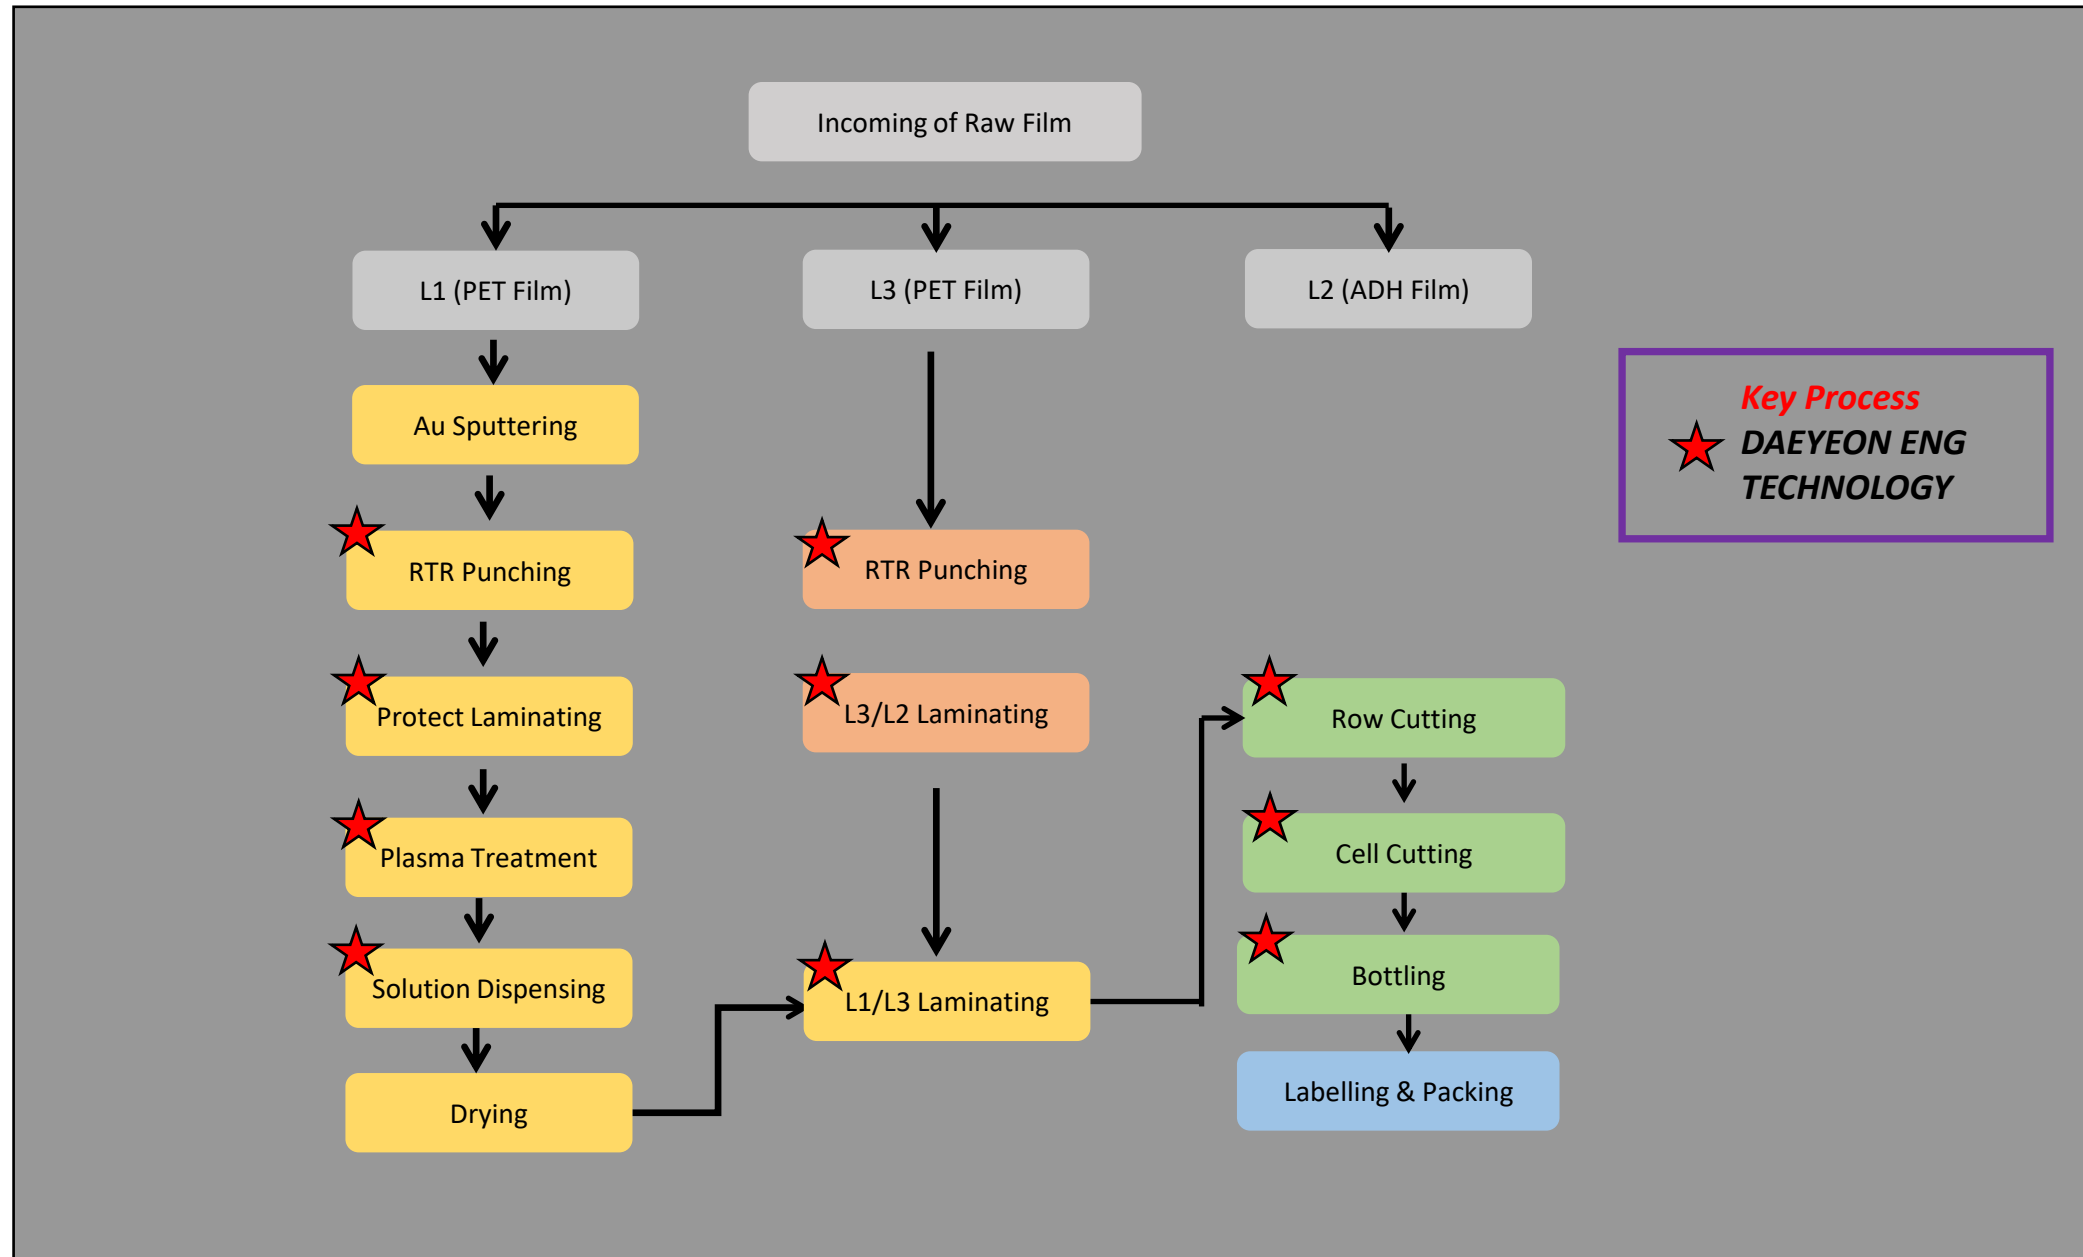 Incoming of Raw Film
L1 (PET Film)
L3 (PET Film)
L2 (ADH Film)
Key Process
DAEYEON ENG
TECHNOLOGY
Au Sputtering
RTR Punching
RTR Punching
Protect Laminating
L3/L2 Laminating
Row Cutting
Plasma Treatment
Cell Cutting
Solution Dispensing
L1/L3 Laminating
Bottling
Drying
Labelling & Packing